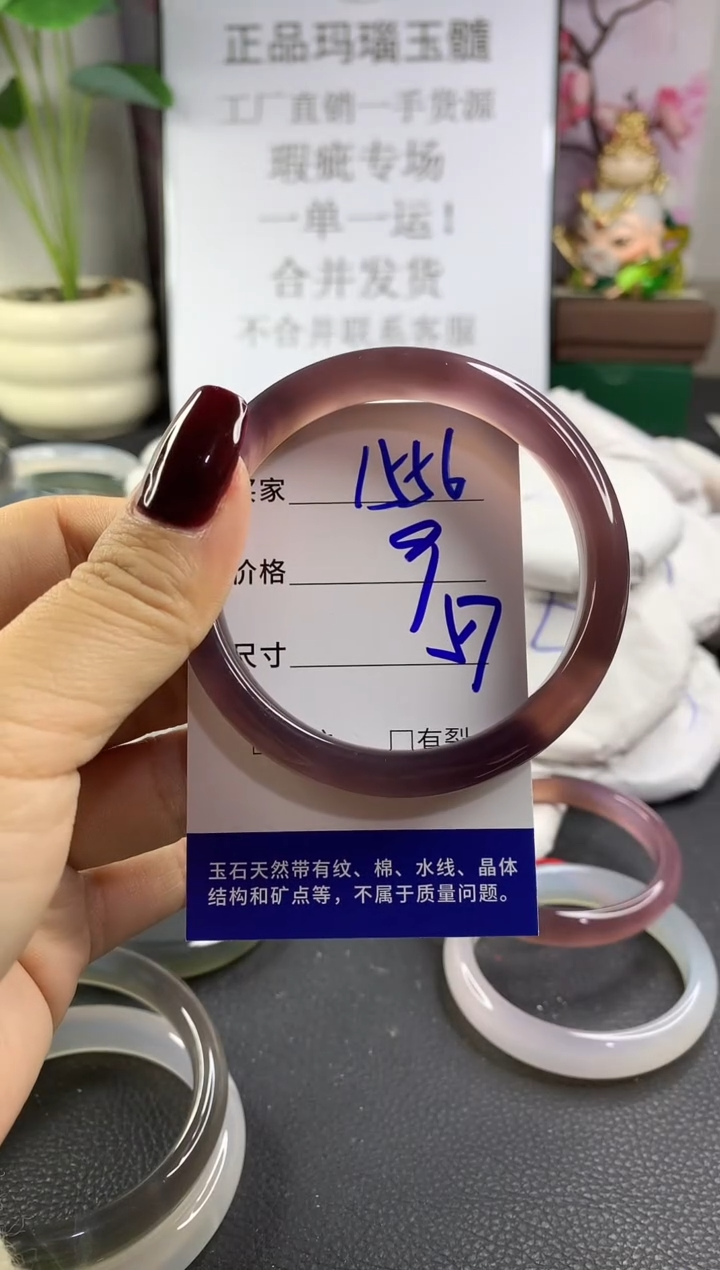 正品玛瑙玉髓
工厂直销一手货源
瑕疵专场
一单一运!
合并发货
不合并联系客服
家 1556
价格 9
尺寸 57
口有裂
玉石天然带有纹、棉、水线、晶体
结构和矿点等，不属于质量问题。